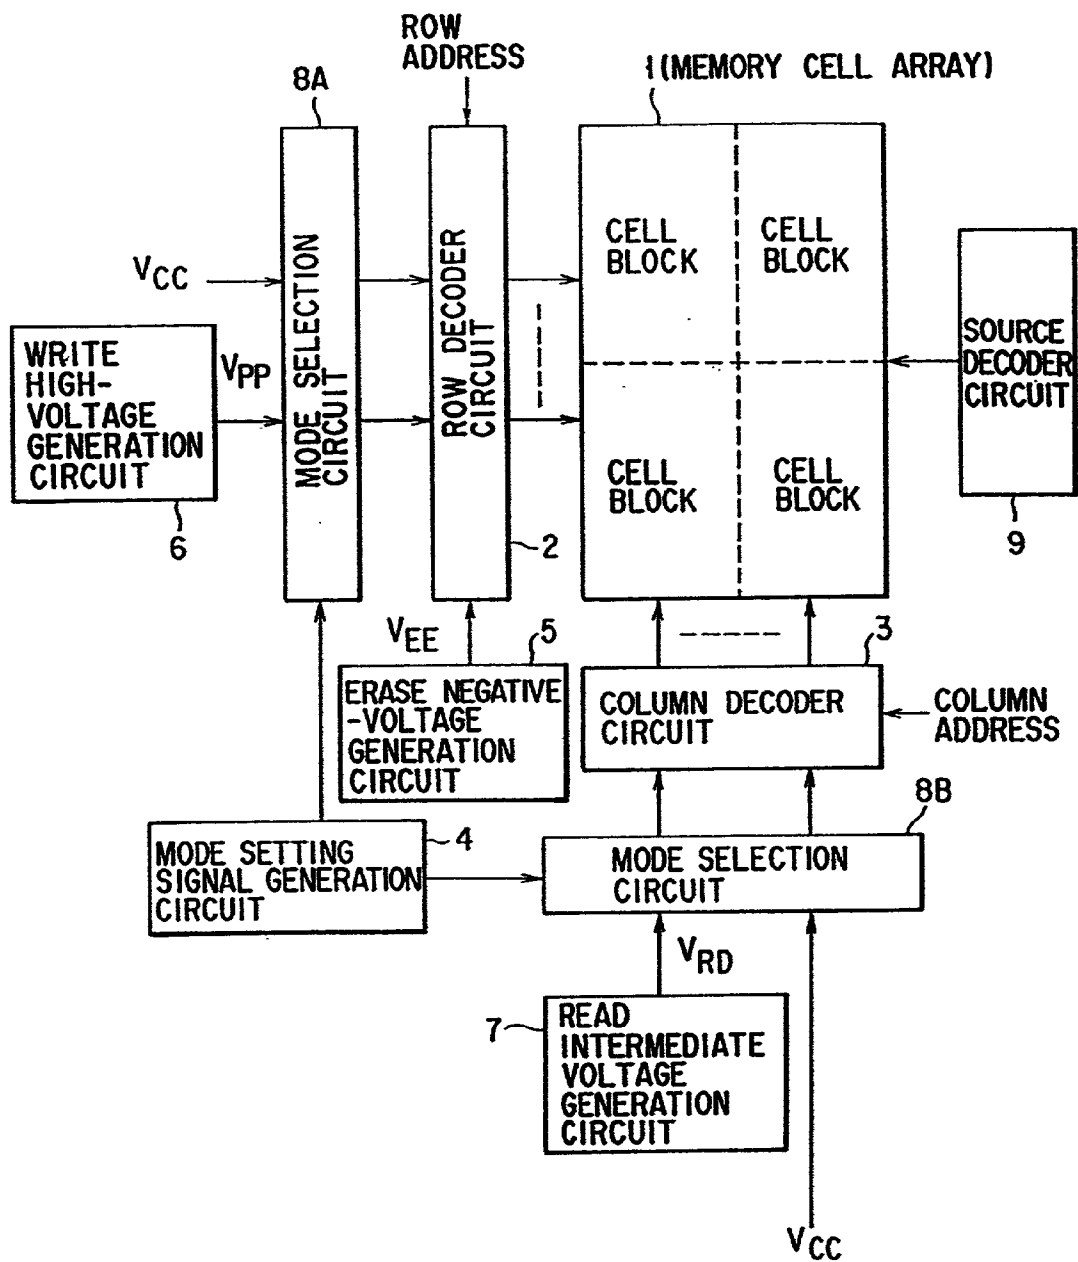 ROW
ADDRESS
1(MEMORY CELL ARRAY)
8A
MODE SELECTION
CIRCUIT
ROW DECODER
CIRCUIT
CELL
BLOCK
CELL
BLOCK
CELL
BLOCK
CELL
BLOCK
VCC
VPP
WRITE
HIGH-
VOLTAGE
GENERATION
CIRCUIT
6
SOURCE
DECODER
CIRCUIT
9
2
VEE
5
ERASE NEGATIVE
-VOLTAGE
GENERATION
CIRCUIT
3
COLUMN DECODER
CIRCUIT
COLUMN
ADDRESS
8B
4
MODE SETTING
SIGNAL GENERATION
CIRCUIT
MODE SELECTION
CIRCUIT
VRD
7
READ
INTERMEDIATE
VOLTAGE
GENERATION
CIRCUIT
VCC